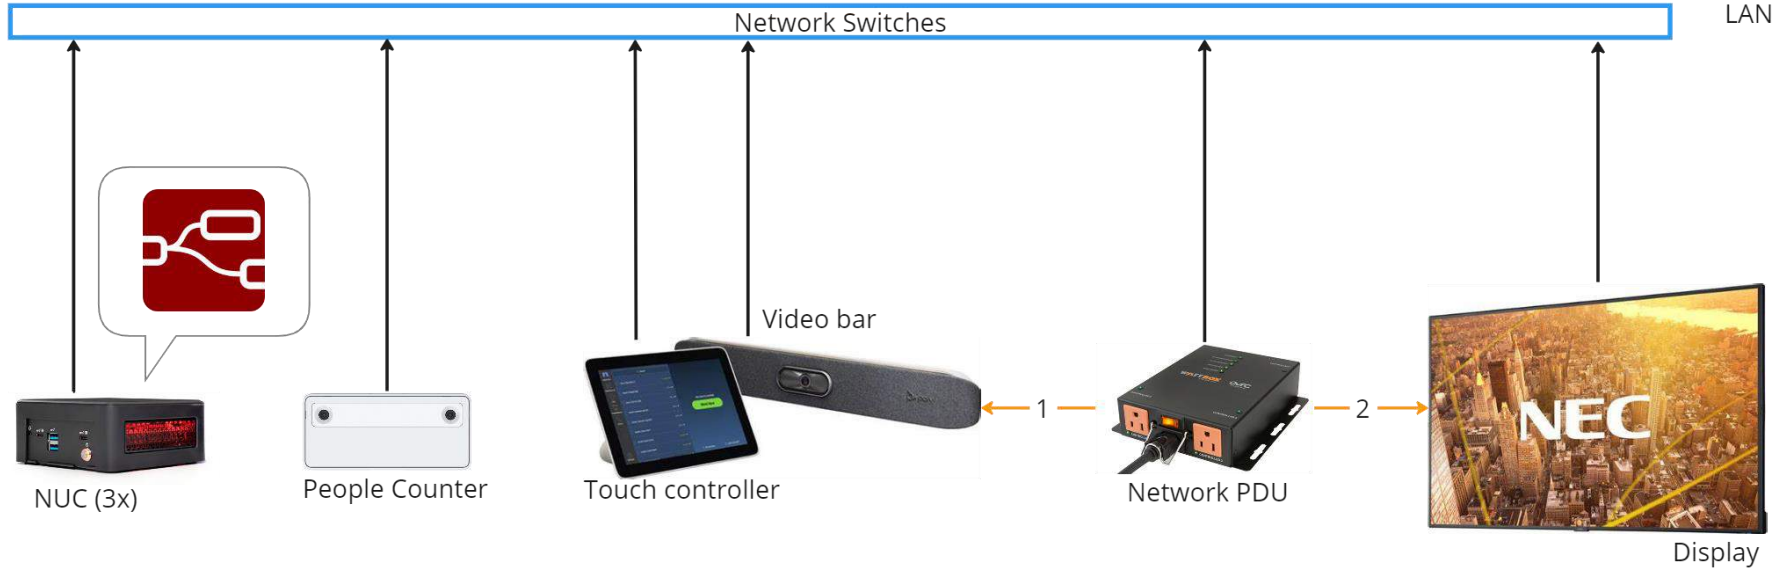 LAN
Network Switches
Video bar
1
2
NEC
NUC (3x)
People Counter
Touch controller
Network PDU
Display